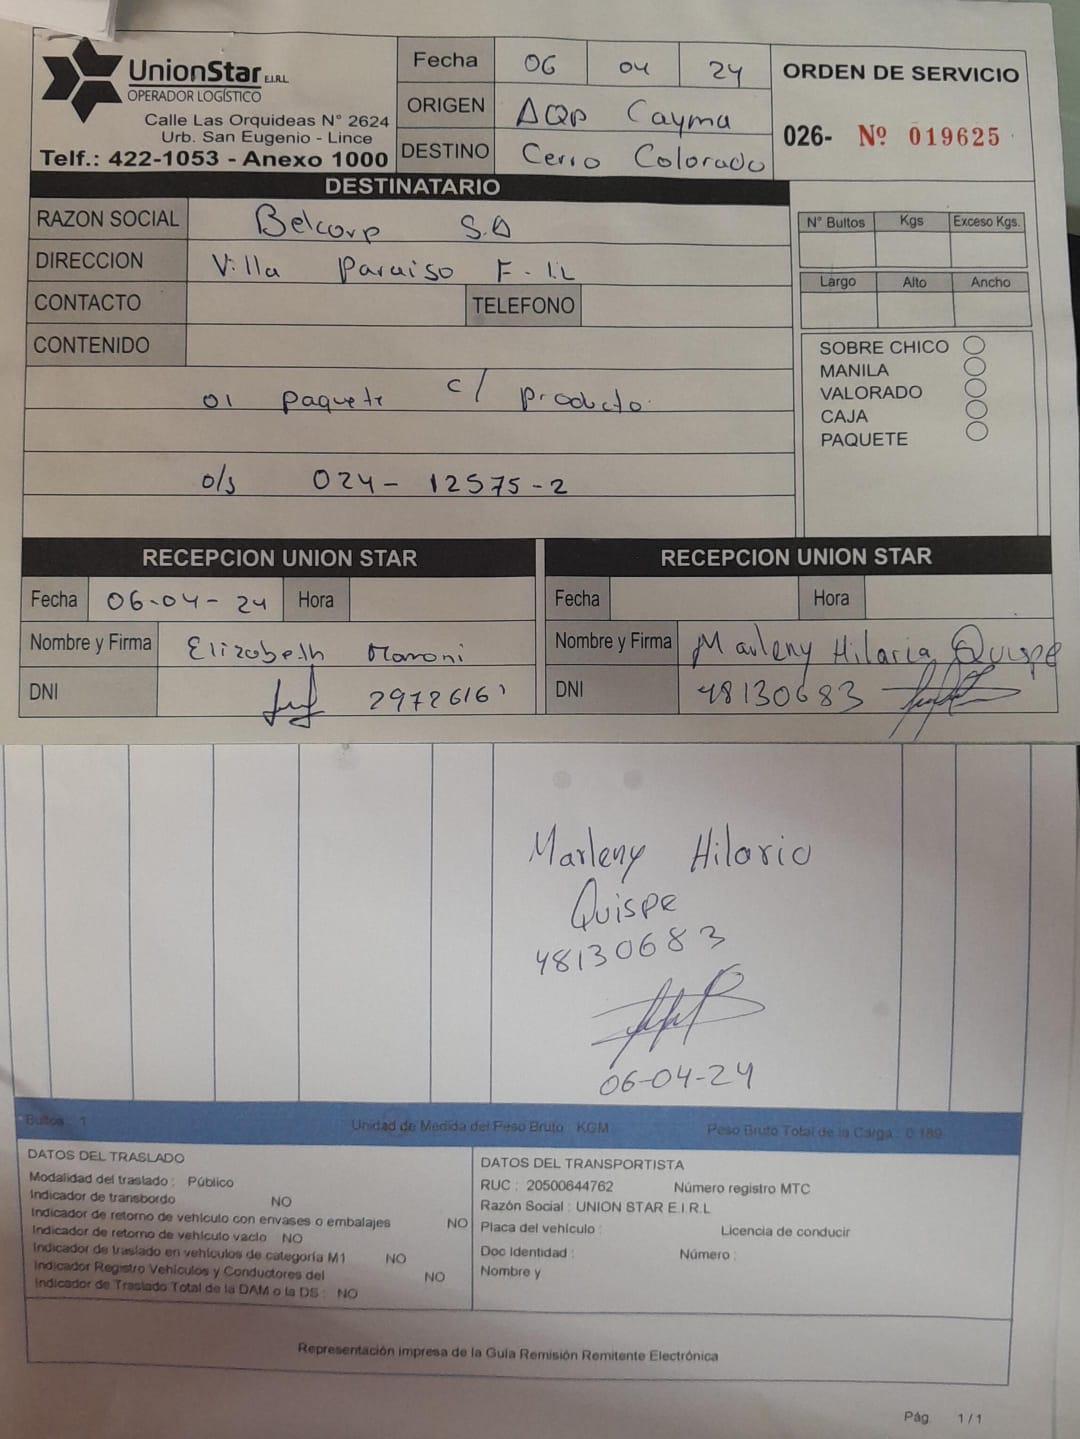 UnionStar E.I.R.L
OPERADOR LOGÍSTICO
Calle Las Orquideas N° 2624
Urb. San Eugenio - Lince
Telf.: 422-1053 - Anexo 1000
Fecha 06 04 24
ORIGEN AQP Cayma
DESTINO Cerro Colorado
ORDEN DE SERVICIO
026- Nº 019625
DESTINATARIO
RAZON SOCIAL Belcorp S.A
DIRECCION Villa Paraiso F-
CONTACTO TELEFONO
CONTENIDO
01 paquete c/ producto.
o/s 024-12575-2
N° Bultos Kgs Exceso Kgs.
Largo Alto Ancho
SOBRE CHICO
MANILA
VALORADO
CAJA
PAQUETE
RECEPCION UNION STAR
Fecha 06-04-24 Hora
Nombre y Firma Elizabeth Mamani
DNI 29726161
RECEPCION UNION STAR
Fecha Hora
Nombre y Firma Marleny Hilario Quispe
DNI 48130683
Marleny Hilario
Quispe
48130683
06-04-24
Bultos : 1 Unidad de Medida del Peso Bruto : KGM Peso Bruto Total de la Carga : 0.189
DATOS DEL TRASLADO
Modalidad del traslado : Público
Indicador de transbordo NO
Indicador de retorno de vehículo con envases o embalajes NO
Indicador de retorno de vehículo vacío NO
Indicador de traslado en vehículos de categoría M1 NO
Indicador Registro Vehículos y Conductores del NO
Indicador de Traslado Total de la DAM o la DS : NO
DATOS DEL TRANSPORTISTA
RUC : 20500644762 Número registro MTC
Razón Social : UNION STAR E.I.R.L
Placa del vehículo : Licencia de conducir
Doc Identidad : Número :
Nombre y
Representación impresa de la Guía Remisión Remitente Electrónica
Pág. 1 / 1